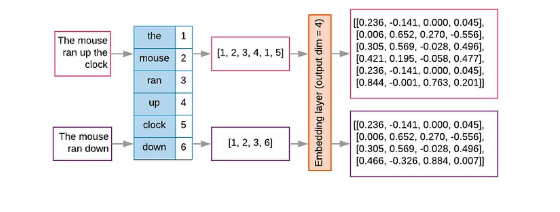 The mouse
ran up the
clock
The mouse
ran down
the 1
mouse 2
ran 3
up 4
clock 5
down 6
[1, 2, 3, 4, 1, 5]
[1, 2, 3, 6]
Embedding layer (output dim = 4)
[[0.236, -0.141, 0.000, 0.045],
[0.006, 0.652, 0.270, -0.556],
[0.305, 0.569, -0.028, 0.496],
[0.421, 0.195, -0.058, 0.477],
[0.236, -0.141, 0.000, 0.045],
[0.844, -0.001, 0.763, 0.201]]
[[0.236, -0.141, 0.000, 0.045],
[0.006, 0.652, 0.270, -0.556],
[0.305, 0.569, -0.028, 0.496],
[0.466, -0.326, 0.884, 0.007]]